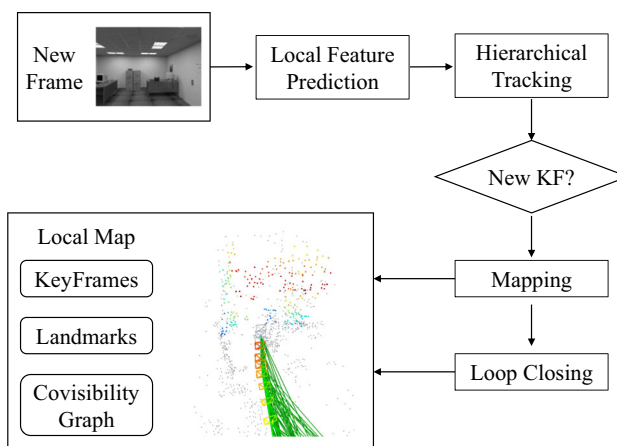 New
Frame
Local Feature
Prediction
Hierarchical
Tracking
New KF?
Local Map
KeyFrames
Landmarks
Covisibility
Graph
Mapping
Loop Closing